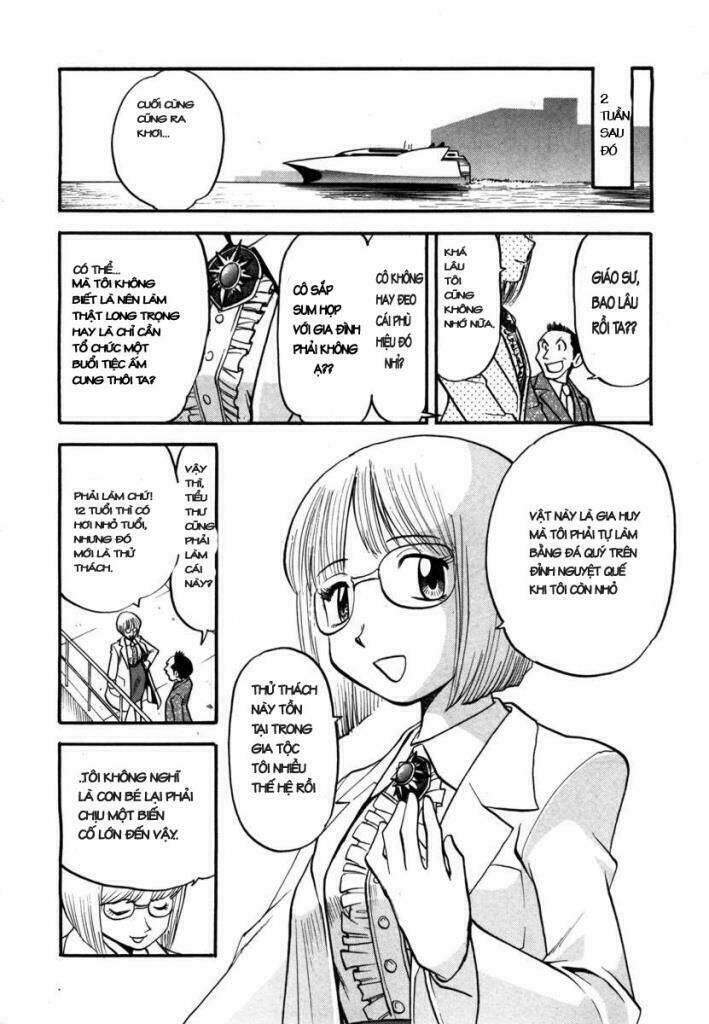 2
TUẦN
SAU
ĐÓ
CUỐI CÙNG
CŨNG RA
KHƠI...
GIÁO SƯ,
BAO LÂU
RỒI TA??
KHÁ
LÂU
TÔI
CŨNG
KHÔNG
NHỚ NỮA.
CÔ KHÔNG
HAY ĐEO
CÁI PHÙ
HIỆU ĐÓ
NHỈ?
CÔ SẮP
SUM HỌP
VỚI GIA ĐÌNH
PHẢI KHÔNG
Ạ??
CÓ THỂ...
MÀ TÔI KHÔNG
BIẾT LÀ NÊN LÀM
THẬT LONG TRỌNG
HAY LÀ CHỈ CẦN
TỔ CHỨC MỘT
BUỔI TIỆC ẤM
CUNG THÔI TA?
VẬT NÀY LÀ GIA HUY
MÀ TÔI PHẢI TỰ LÀM
BẰNG ĐÁ QUÝ TRÊN
ĐỈNH NGUYỆT QUẾ
KHI TÔI CÒN NHỎ
THỬ THÁCH
NÀY TỒN
TẠI TRONG
GIA TỘC
TÔI NHIỀU
THẾ HỆ RỒI
VẬY
THÌ,
TIỂU
THƯ
CŨNG
PHẢI
LÀM
CÁI
NÀY?
PHẢI LÀM CHỨ!
12 TUỔI THÌ CÓ
HƠI NHỎ TUỔI,
NHƯNG ĐÓ
MỚI LÀ THỬ
THÁCH.
.TÔI KHÔNG NGHĨ
LÀ CON BÉ LẠI PHẢI
CHỊU MỘT BIẾN
CỐ LỚN ĐẾN VẬY.